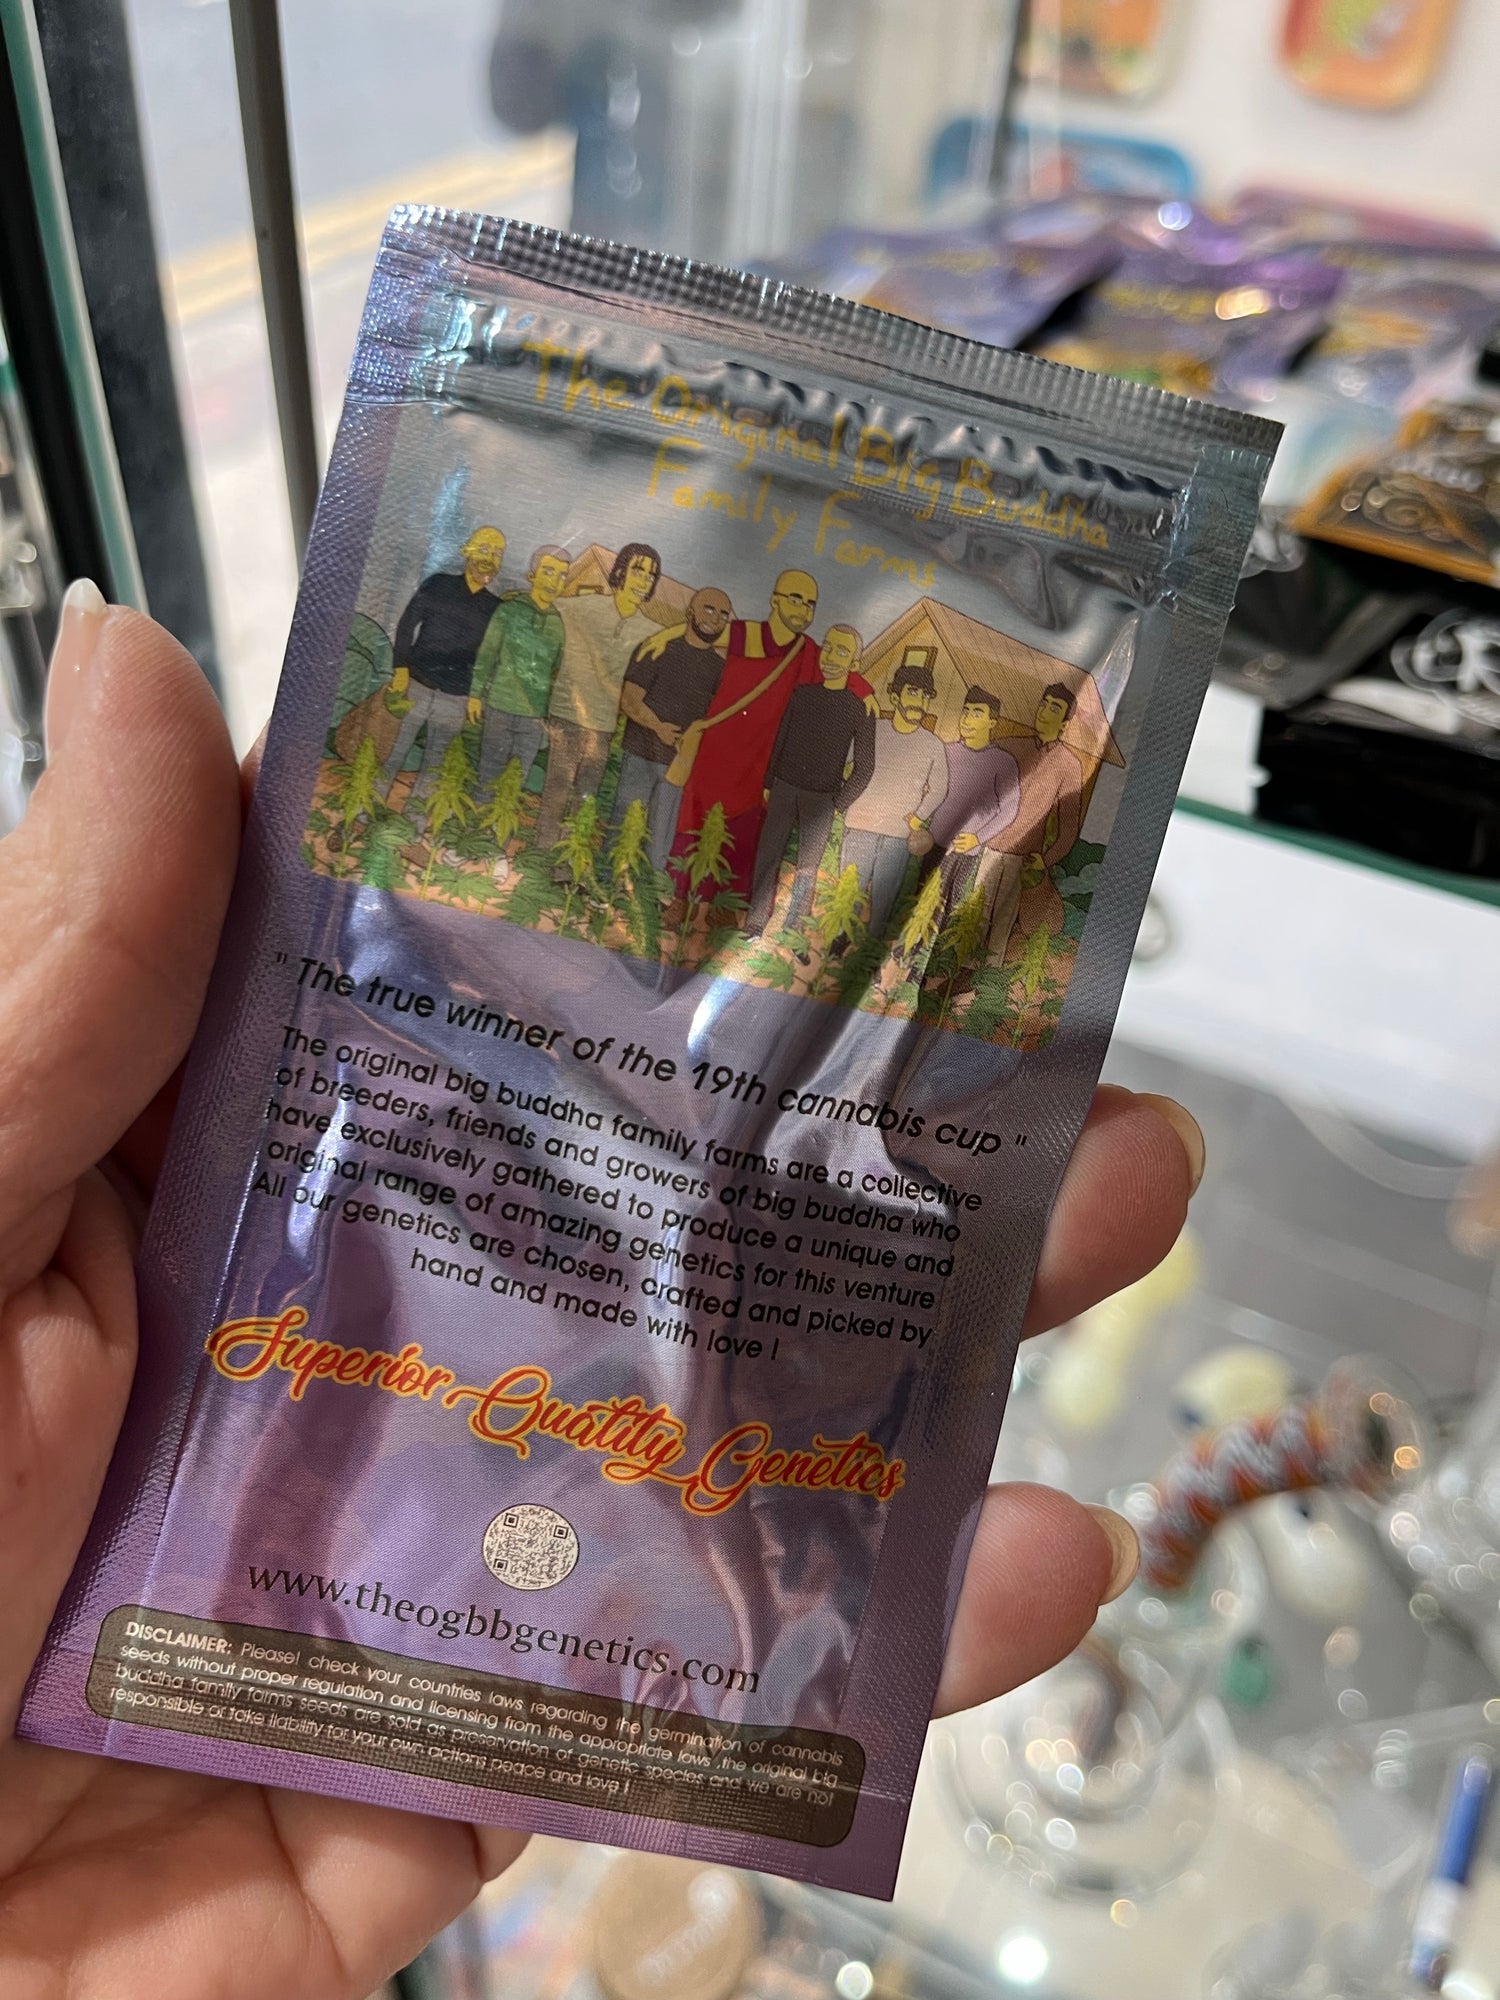 The Original Big Buddha
Family Farms
" The true winner of the 19th cannabis cup "
The original big buddha family farms are a collective
of breeders, friends and growers of big buddha who
have exclusively gathered to produce a unique and
original range of amazing genetics for this venture
All our genetics are chosen, crafted and picked by
hand and made with love !
Superior Quality Genetics
www.theogbbgenetics.com
DISCLAIMER: Please! check your countries laws regarding the germination of cannabis
seeds without proper regulation and licensing from the appropriate laws ,the original big
buddha family farms seeds are sold as preservation of genetic species and we are not
responsible or take liability for your own actions peace and love !